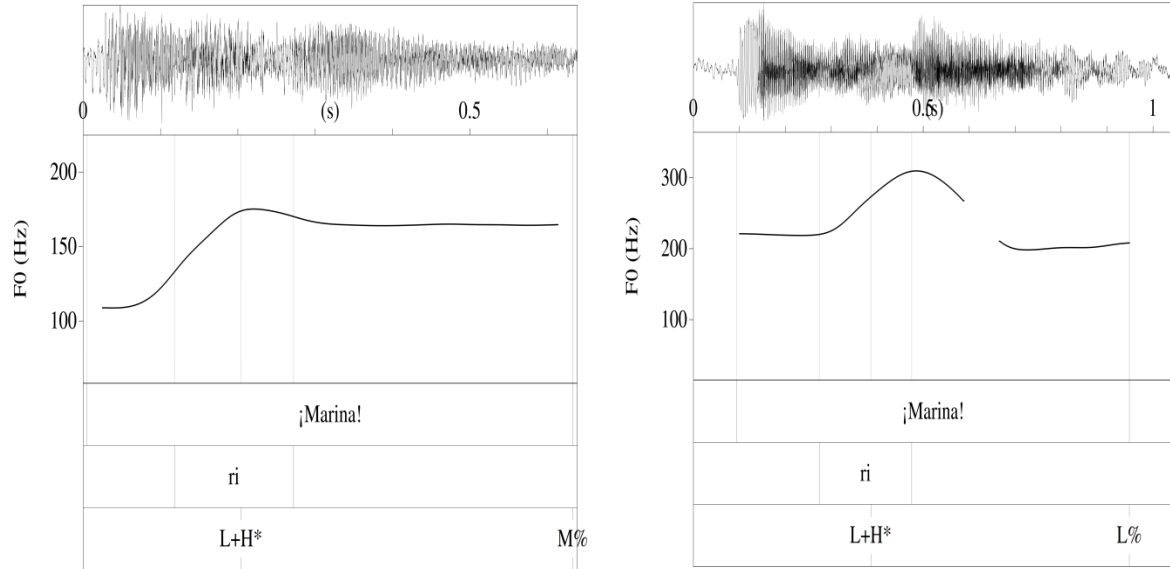 0 (s) 0.5
200
150
100
F0 (Hz)
¡Marina!
ri
L+H* M%
0 0.5 (s) 1
300
200
100
F0 (Hz)
¡Marina!
ri
L+H* L%